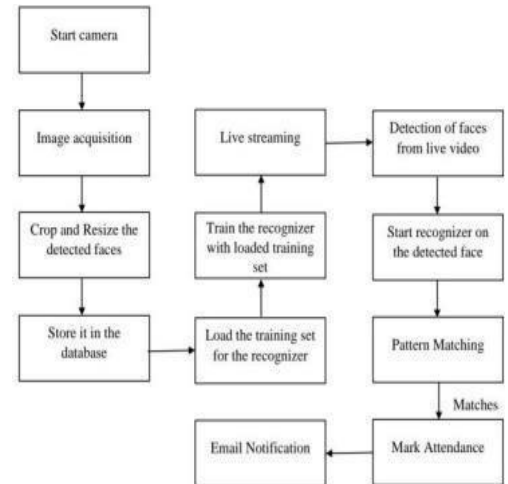 Start camera
Image acquisition
Crop and Resize the
detected faces
Store it in the
database
Load the training set
for the recognizer
Train the recognizer
with loaded training
set
Live streaming
Detection of faces
from live video
Start recognizer on
the detected face
Pattern Matching
Matches
Mark Attendance
Email Notification